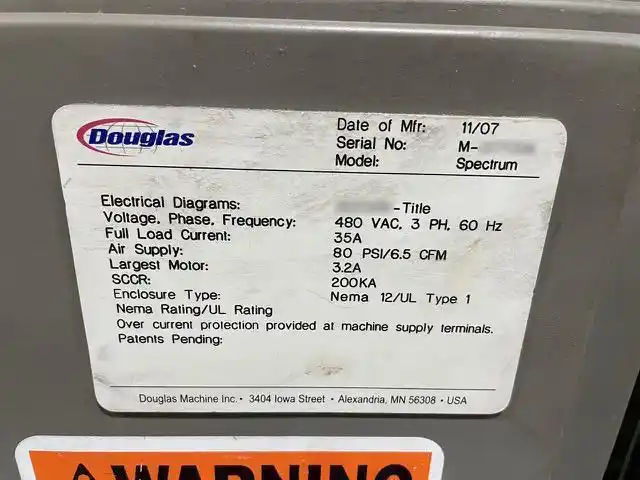 Douglas
Date of Mfr: 11/07
Serial No: M-
Model: Spectrum
Electrical Diagrams: -Title
Voltage, Phase, Frequency: 480 VAC, 3 PH, 60 Hz
Full Load Current: 35A
Air Supply: 80 PSI/6.5 CFM
Largest Motor: 3.2A
SCCR: 200KA
Enclosure Type: Nema 12/UL Type 1
Nema Rating/UL Rating
Over current protection provided at machine supply terminals.
Patents Pending:
Douglas Machine Inc. • 3404 Iowa Street • Alexandria, MN 56308 • USA
WARNING